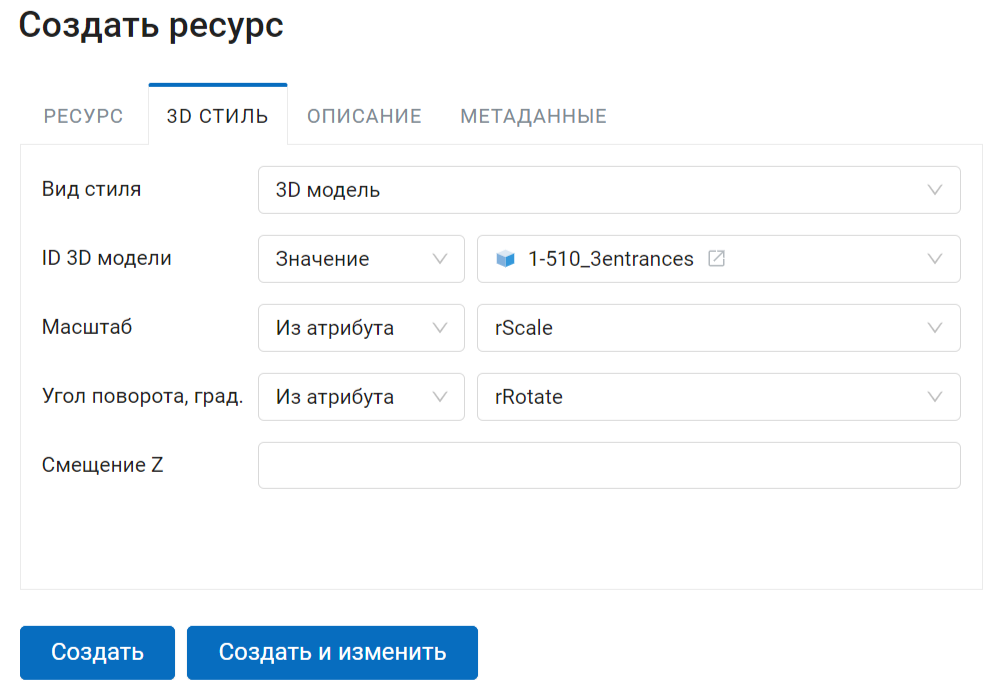 Создать ресурс
РЕСУРС 3D СТИЛЬ ОПИСАНИЕ МЕТАДАННЫЕ
Вид стиля 3D модель
ID 3D модели Значение 1-510_3entrances
Масштаб Из атрибута rScale
Угол поворота, град. Из атрибута rRotate
Смещение Z
Создать Создать и изменить